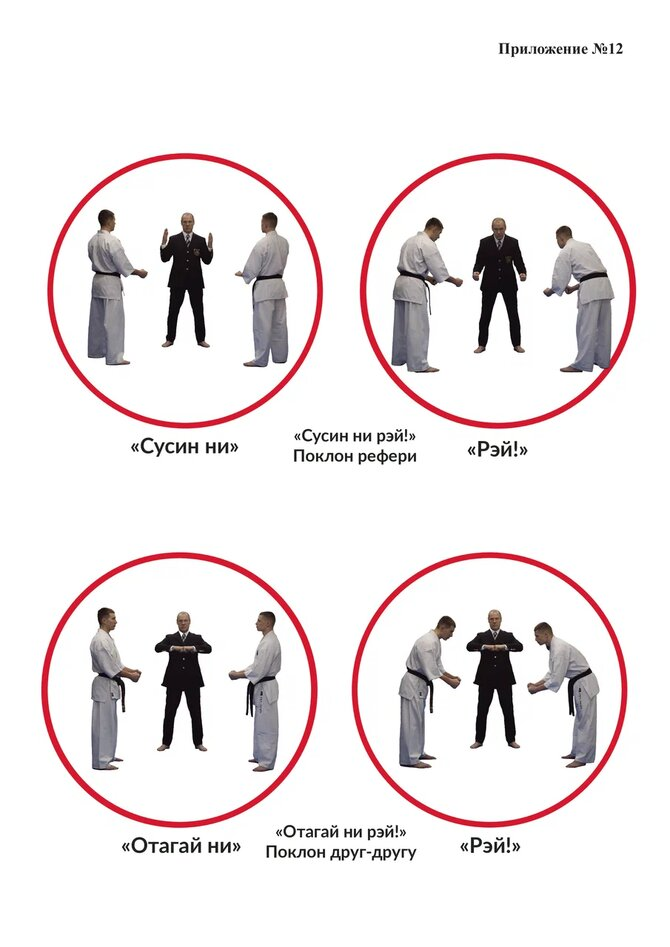 Приложение №12
«Сусин ни»
«Сусин ни рэй!»
Поклон рефери
«Рэй!»
«Отагай ни»
«Отагай ни рэй!»
Поклон друг-другу
«Рэй!»